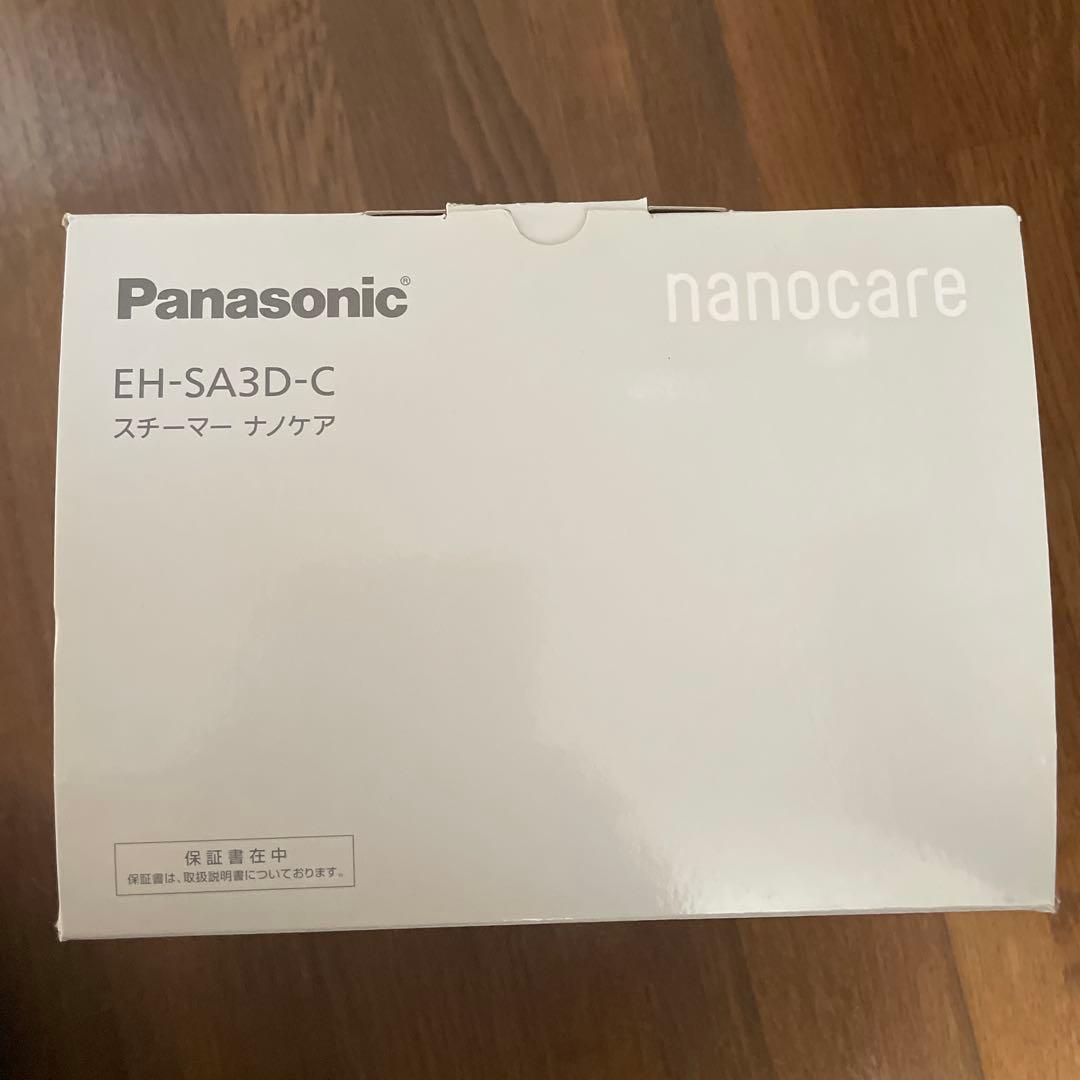 Panasonic®
nanocare
EH-SA3D-C
スチーマー ナノケア
保証書在中
保証書は、取扱説明書についております。